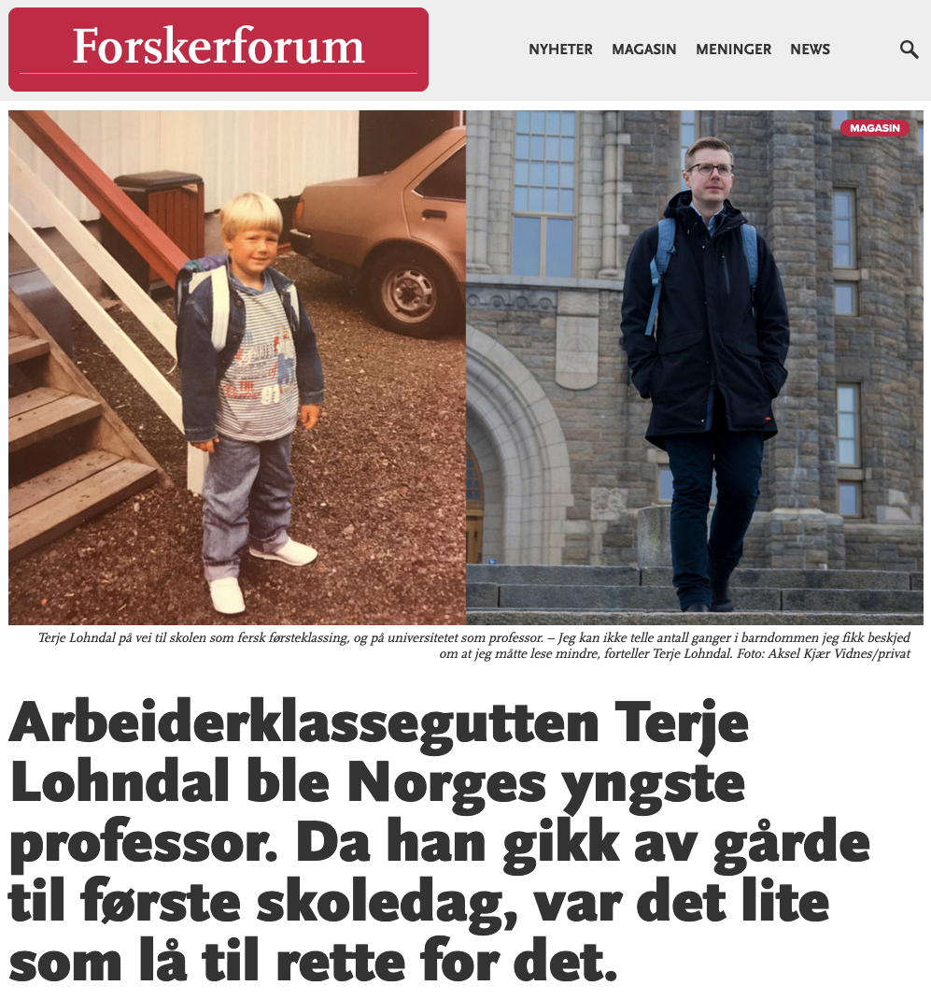 Forskerforum
NYHETER MAGASIN MENINGER NEWS
MAGASIN
Terje Lohndal på vei til skolen som fersk førsteklassing, og på universitetet som professor. – Jeg kan ikke telle antall ganger i barndommen jeg fikk beskjed
om at jeg måtte lese mindre, forteller Terje Lohndal. Foto: Aksel Kjær Vidnes/privat
Arbeiderklassegutten Terje
Lohndal ble Norges yngste
professor. Da han gikk av gårde
til første skoledag, var det lite
som lå til rette for det.